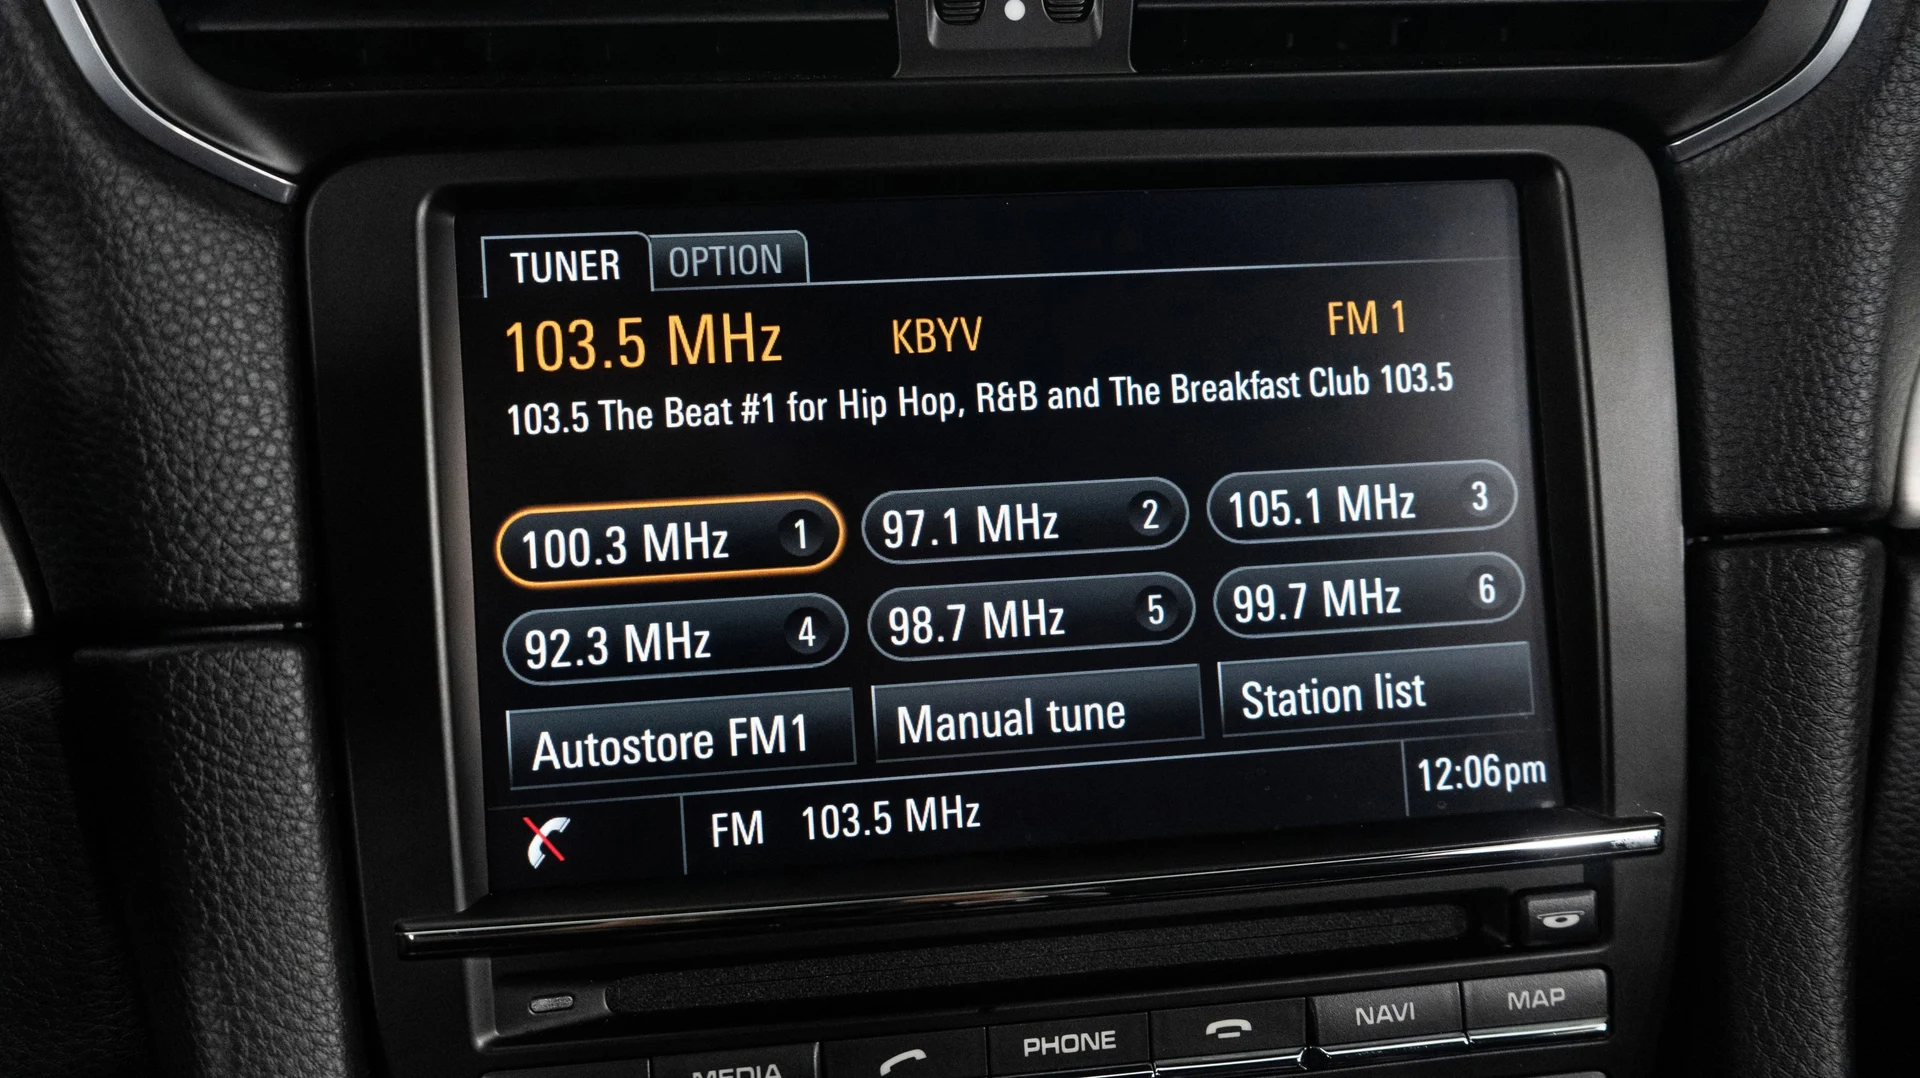 TUNER OPTION
103.5 MHz KBYV FM 1
103.5 The Beat #1 for Hip Hop, R&B and The Breakfast Club 103.5
100.3 MHz 1 97.1 MHz 2 105.1 MHz 3
92.3 MHz 4 98.7 MHz 5 99.7 MHz 6
Autostore FM1 Manual tune Station list
FM 103.5 MHz 12:06pm
MEDIA PHONE NAVI MAP